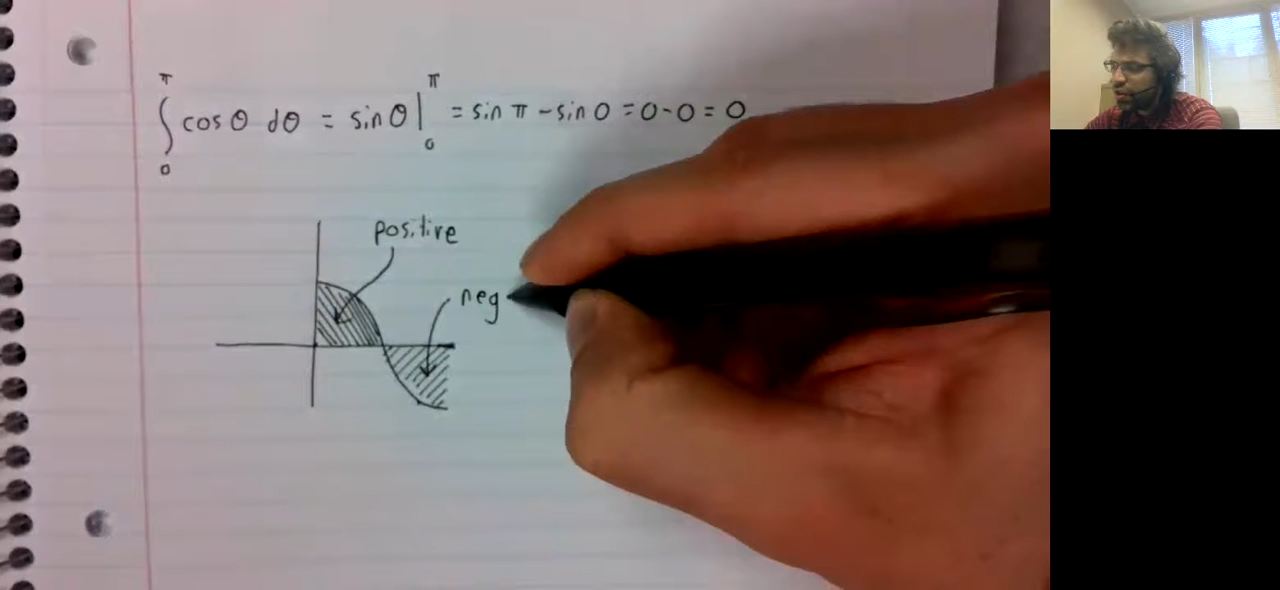 ∫₀^π cos θ dθ = sin θ |₀^π = sin π - sin 0 = 0 - 0 = 0
positive
neg